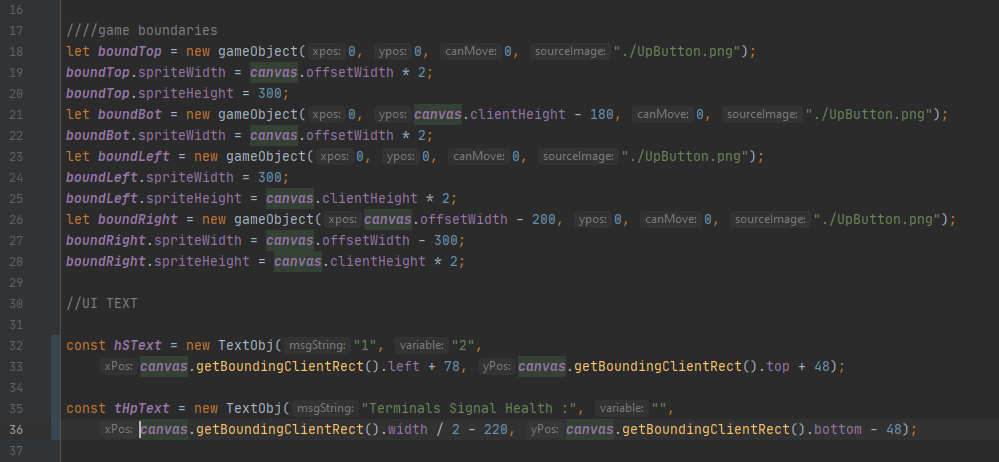 16
17 ////game boundaries
18 let boundTop = new gameObject( xpos: 0, ypos: 0, canMove: 0, sourceImage: "./UpButton.png");
19 boundTop.spriteWidth = canvas.offsetWidth * 2;
20 boundTop.spriteHeight = 300;
21 let boundBot = new gameObject( xpos: 0, ypos: canvas.clientHeight - 180, canMove: 0, sourceImage: "./UpButton.png");
22 boundBot.spriteWidth = canvas.offsetWidth * 2;
23 let boundLeft = new gameObject( xpos: 0, ypos: 0, canMove: 0, sourceImage: "./UpButton.png");
24 boundLeft.spriteWidth = 300;
25 boundLeft.spriteHeight = canvas.clientHeight * 2;
26 let boundRight = new gameObject( xpos: canvas.offsetWidth - 200, ypos: 0, canMove: 0, sourceImage: "./UpButton.png");
27 boundRight.spriteWidth = canvas.offsetWidth - 300;
28 boundRight.spriteHeight = canvas.clientHeight * 2;
29
30 //UI TEXT
31
32 const hSText = new TextObj( msgString: "1", variable: "2",
33 xPos: canvas.getBoundingClientRect().left + 78, yPos: canvas.getBoundingClientRect().top + 48);
34
35 const tHpText = new TextObj( msgString: "Terminals Signal Health :", variable: "",
36 xPos: canvas.getBoundingClientRect().width / 2 - 220, yPos: canvas.getBoundingClientRect().bottom - 48);
37